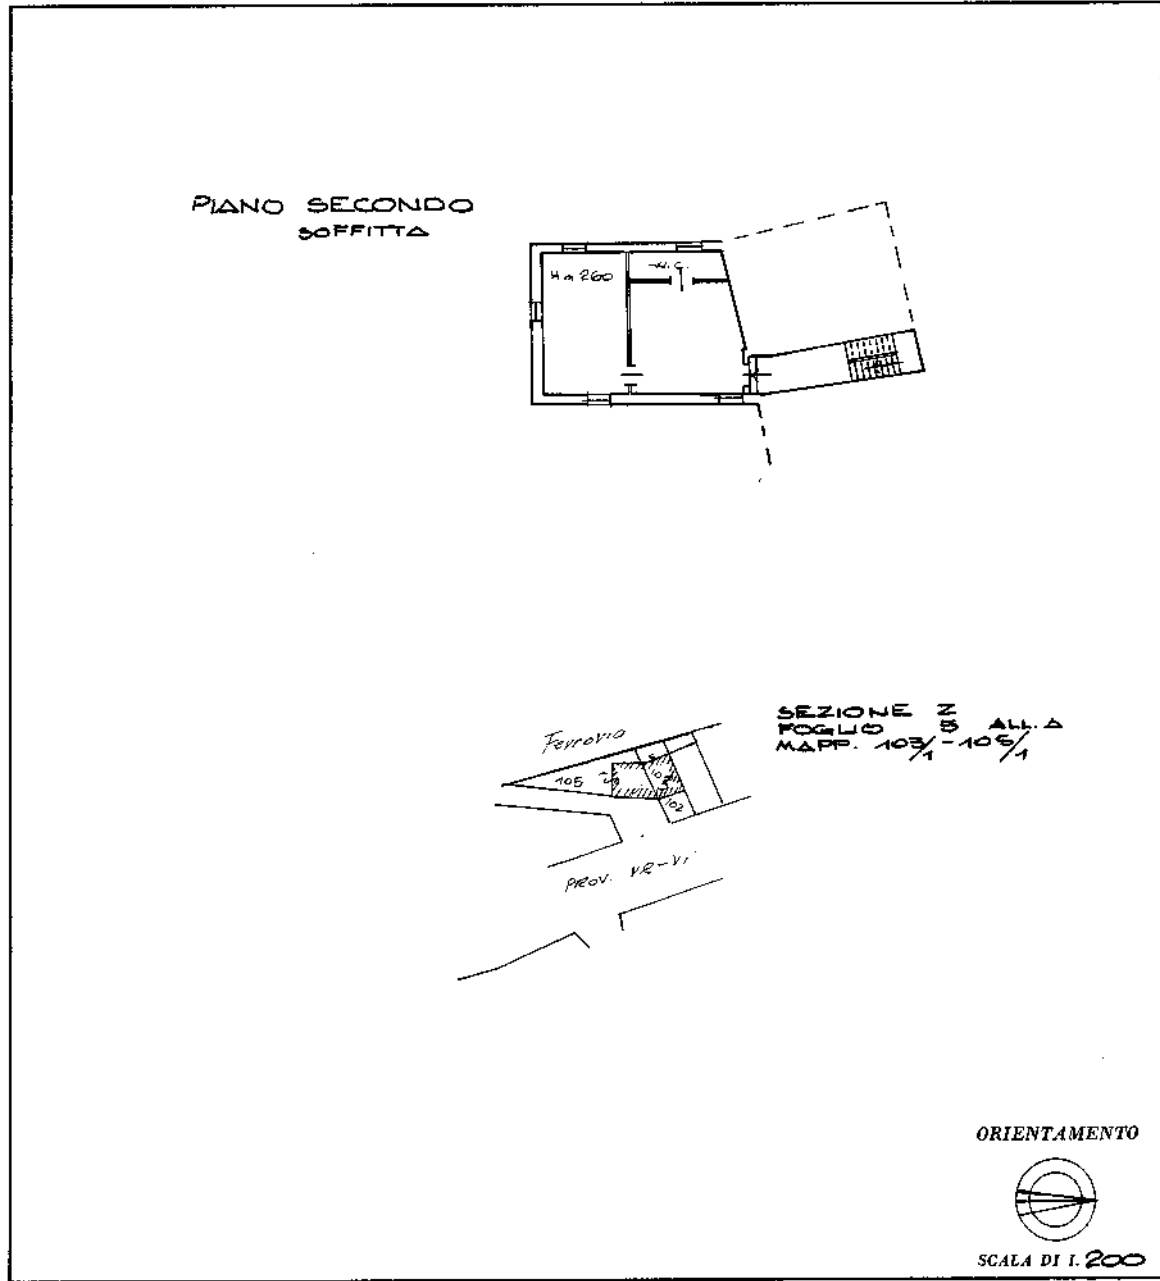 PIANO SECONDO
SOFFITTA
H m 260
W.C.
SEZIONE Z
FOGLIO 5 ALL. A
MAPP. 103/1 - 105/1
Ferrovia
105
102
PROV. VR-VI
ORIENTAMENTO
SCALA DI 1. 200